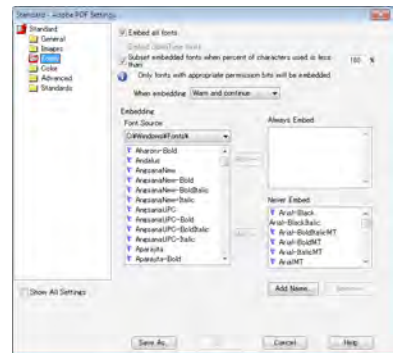 Standard - Adobe PDF Settings
Standard
General
Images
Fonts
Color
Advanced
Standards
Show All Settings
Embed all fonts
Embed OpenType fonts
Subset embedded fonts when percent of characters used is less than 100 %
Only fonts with appropriate permission bits will be embedded
When embedding Warn and continue
Embedding
Font Source
C:¥Windows¥Fonts¥
Aharoni-Bold
Andalus
AngsanaNew
AngsanaNew-Bold
AngsanaNew-BoldItalic
AngsanaNew-Italic
AngsanaUPC
AngsanaUPC-Bold
AngsanaUPC-BoldItalic
AngsanaUPC-Italic
Aparajita
Aparajita-Bold
Always Embed
Never Embed
Arial-Black
Arial-BlackItalic
Arial-BoldItalicMT
Arial-BoldMT
Arial-ItalicMT
ArialMT
Add Name...
Save As...
Cancel
Help